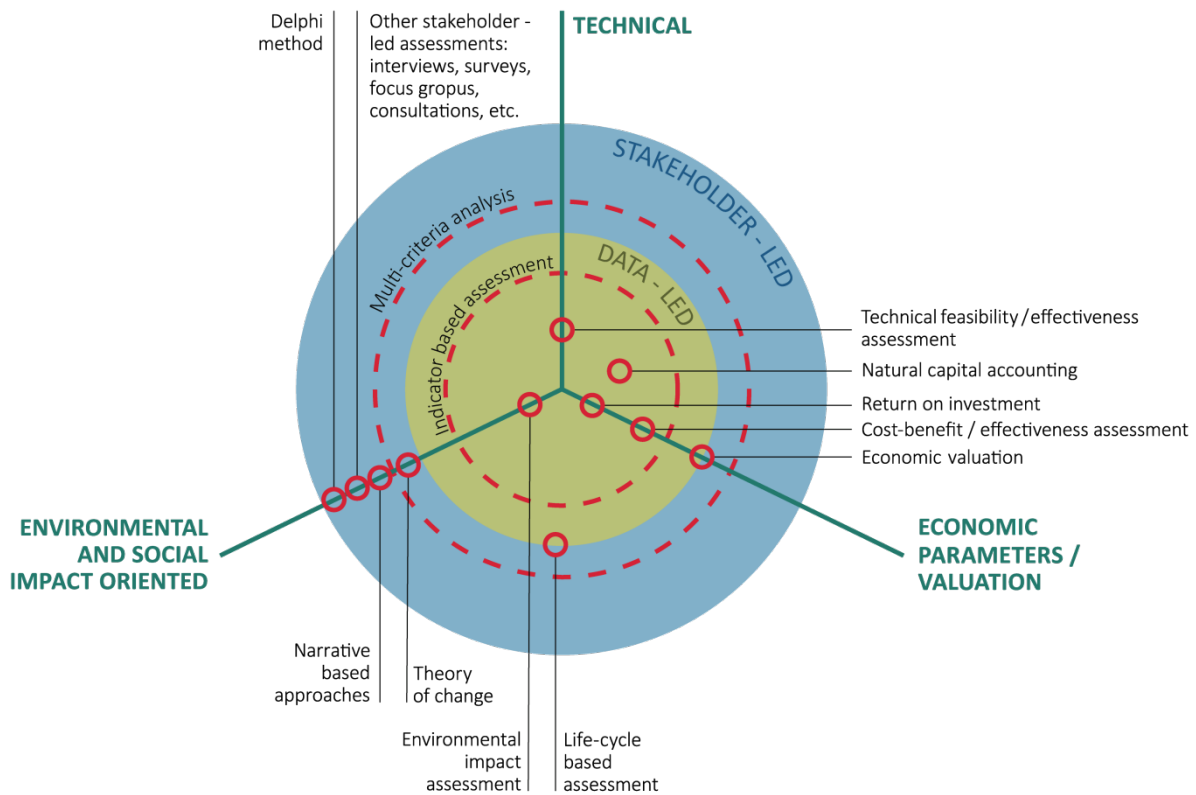 Delphi
method
Other stakeholder -
led assessments:
interviews, surveys,
focus gropus,
consultations, etc.
TECHNICAL
STAKEHOLDER - LED
Multi-criteria analysis
DATA - LED
Indicator based assessment
Technical feasibility / effectiveness
assessment
Natural capital accounting
Return on investment
Cost-benefit / effectiveness assessment
Economic valuation
ENVIRONMENTAL
AND SOCIAL
IMPACT ORIENTED
ECONOMIC
PARAMETERS /
VALUATION
Narrative
based
approaches
Theory
of change
Environmental
impact
assessment
Life-cycle
based
assessment